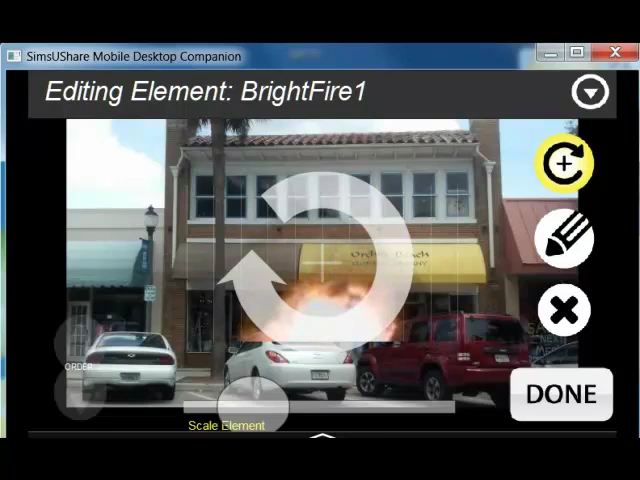 SimsUShare Mobile Desktop Companion
Editing Element: BrightFire1
ORDER
DONE
Scale Element